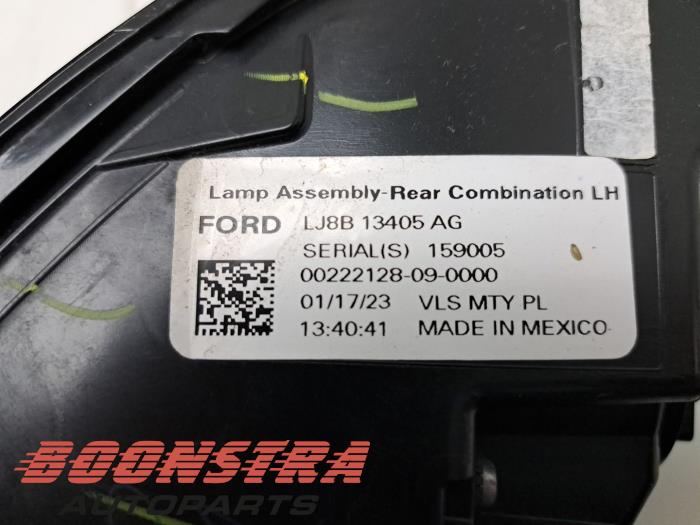 Lamp Assembly-Rear Combination LH
FORD LJ8B 13405 AG
SERIAL(S) 159005
00222128-09-0000
01/17/23 VLS MTY PL
13:40:41 MADE IN MEXICO
BOONSTRA
AUTOPARTS